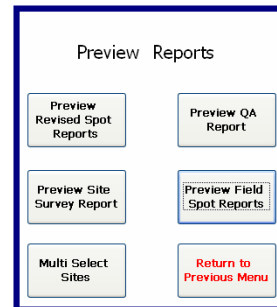 Preview Reports
Preview
Revised Spot
Reports
Preview QA
Report
Preview Site
Survey Report
Preview Field
Spot Reports
Multi Select
Sites
Return to
Previous Menu